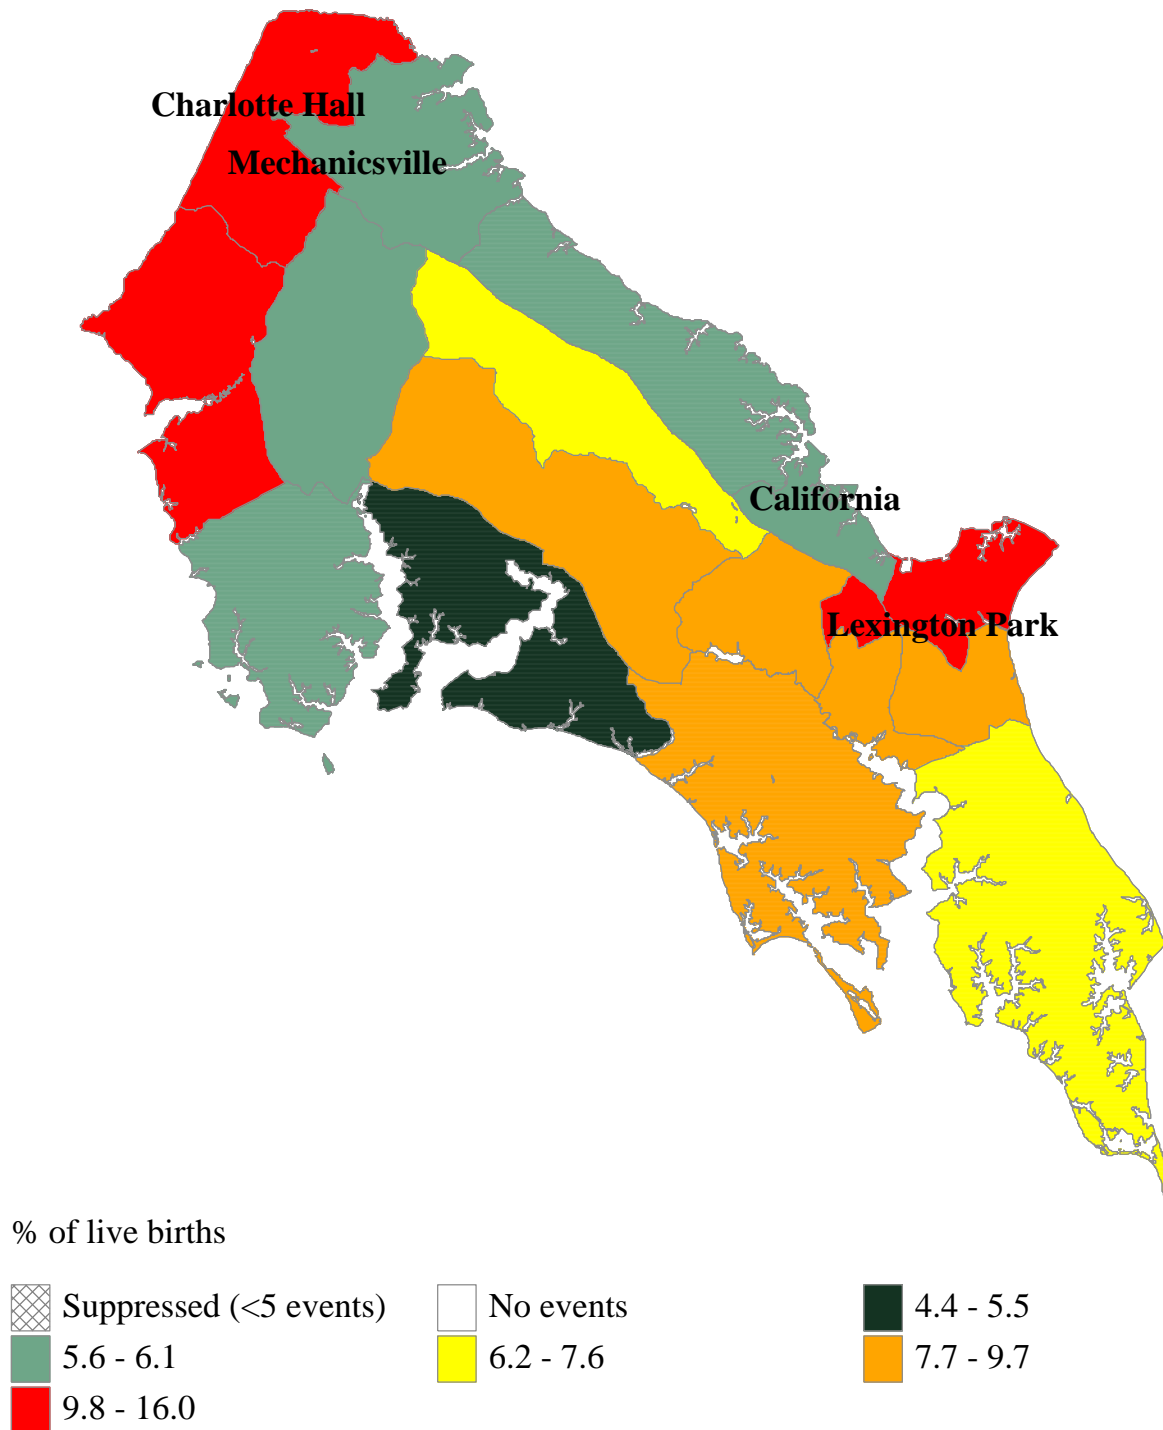 Charlotte Hall
Mechanicsville
California
Lexington Park
% of live births
Suppressed (<5 events)
No events
4.4 - 5.5
5.6 - 6.1
6.2 - 7.6
7.7 - 9.7
9.8 - 16.0